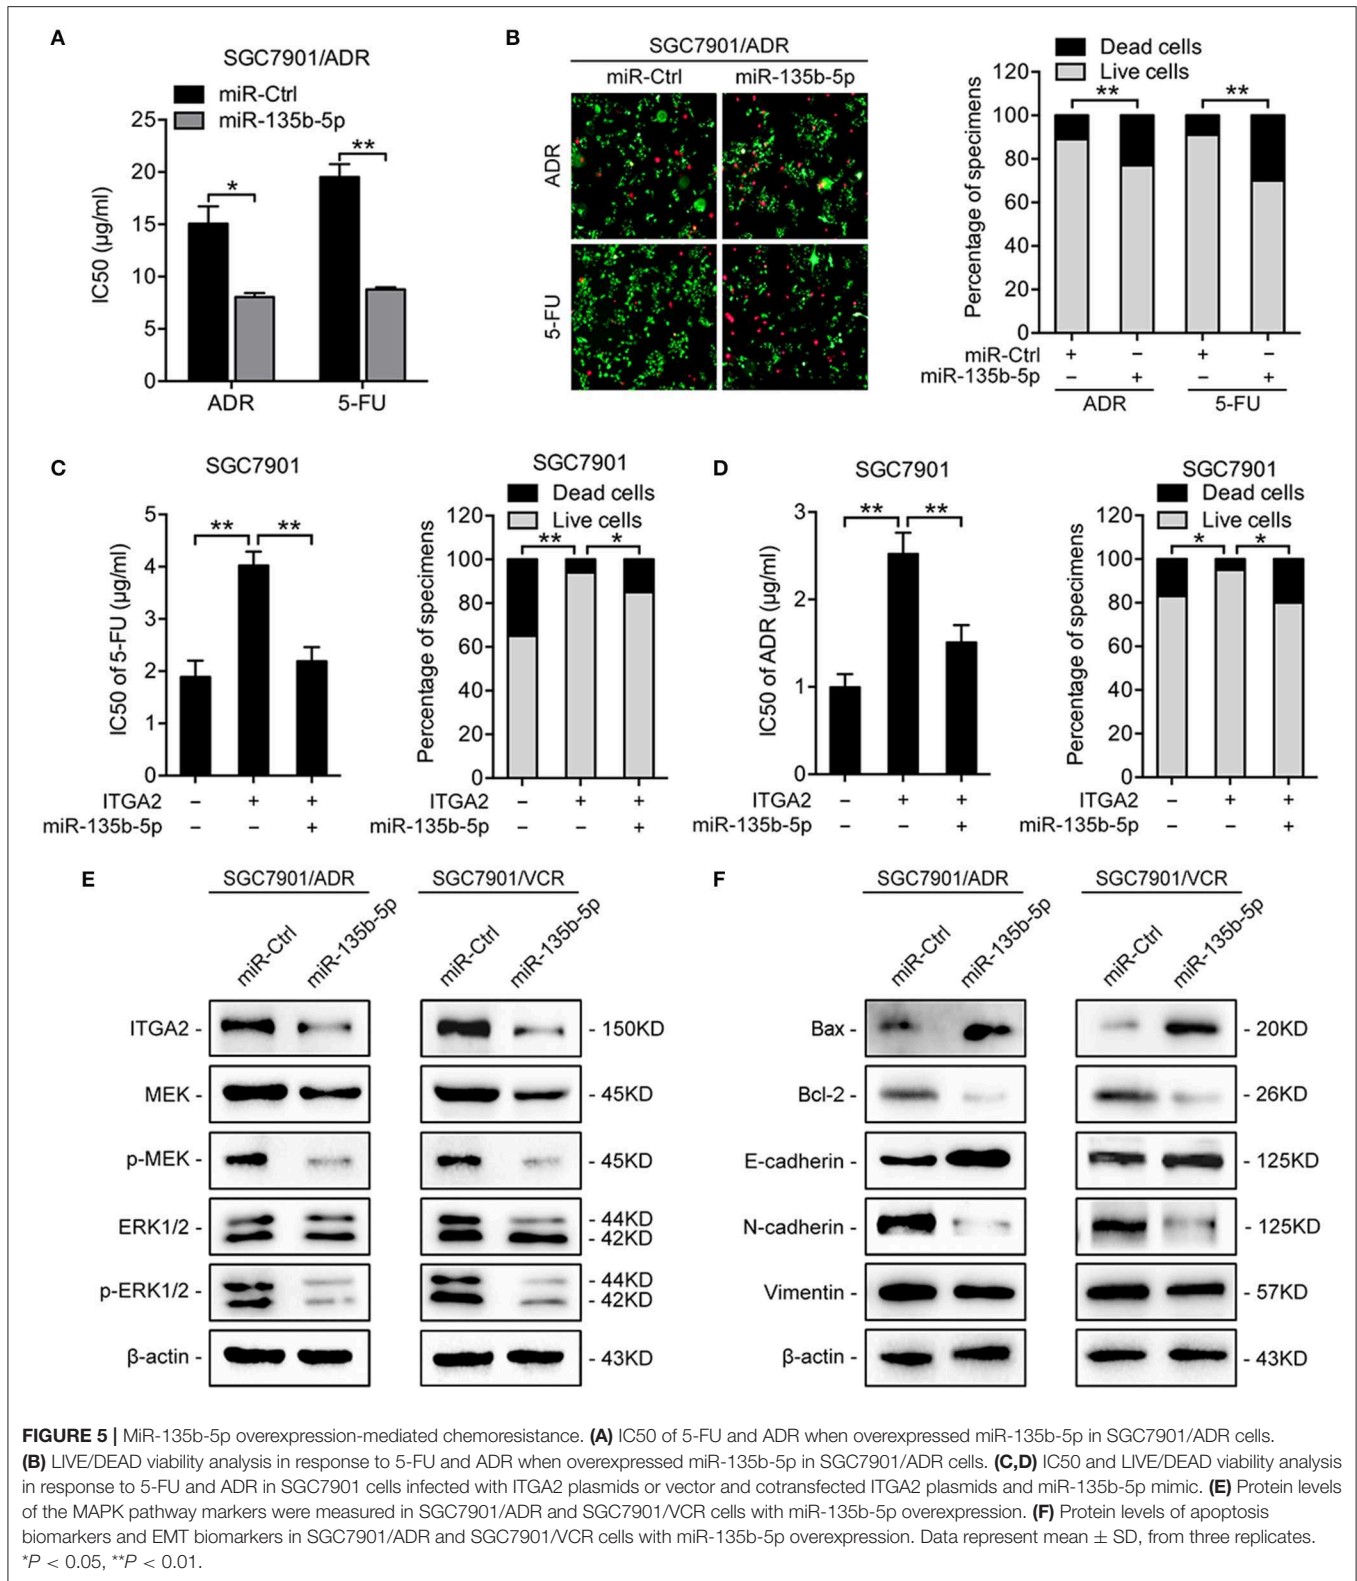 A
SGC7901/ADR
miR-Ctrl
miR-135b-5p
IC50 (µg/ml)
25
20
15
10
5
0
*
**
ADR
5-FU
B
SGC7901/ADR
miR-Ctrl
miR-135b-5p
ADR
5-FU
Dead cells
Live cells
Percentage of specimens
120
100
80
60
40
20
0
**
**
miR-Ctrl + – + –
miR-135b-5p – + – +
ADR
5-FU
C
SGC7901
IC50 of 5-FU (µg/ml)
5
4
3
2
1
0
**
**
ITGA2 – + +
miR-135b-5p – – +
SGC7901
Dead cells
Live cells
Percentage of specimens
120
100
80
60
40
20
0
**
*
ITGA2 – + +
miR-135b-5p – – +
D
SGC7901
IC50 of ADR (µg/ml)
3
2
1
0
**
**
ITGA2 – + +
miR-135b-5p – – +
SGC7901
Dead cells
Live cells
Percentage of specimens
120
100
80
60
40
20
0
*
*
ITGA2 – + +
miR-135b-5p – – +
E
SGC7901/ADR SGC7901/VCR
miR-Ctrl miR-135b-5p miR-Ctrl miR-135b-5p
ITGA2 - - 150KD
MEK - - 45KD
p-MEK - - 45KD
ERK1/2 - - 44KD
- 42KD
p-ERK1/2 - - 44KD
- 42KD
β-actin - - 43KD
F
SGC7901/ADR SGC7901/VCR
miR-Ctrl miR-135b-5p miR-Ctrl miR-135b-5p
Bax - - 20KD
Bcl-2 - - 26KD
E-cadherin - - 125KD
N-cadherin - - 125KD
Vimentin - - 57KD
β-actin - - 43KD
FIGURE 5 | MiR-135b-5p overexpression-mediated chemoresistance. (A) IC50 of 5-FU and ADR when overexpressed miR-135b-5p in SGC7901/ADR cells.
(B) LIVE/DEAD viability analysis in response to 5-FU and ADR when overexpressed miR-135b-5p in SGC7901/ADR cells. (C,D) IC50 and LIVE/DEAD viability analysis
in response to 5-FU and ADR in SGC7901 cells infected with ITGA2 plasmids or vector and cotransfected ITGA2 plasmids and miR-135b-5p mimic. (E) Protein levels
of the MAPK pathway markers were measured in SGC7901/ADR and SGC7901/VCR cells with miR-135b-5p overexpression. (F) Protein levels of apoptosis
biomarkers and EMT biomarkers in SGC7901/ADR and SGC7901/VCR cells with miR-135b-5p overexpression. Data represent mean ± SD, from three replicates.
*P < 0.05, **P < 0.01.